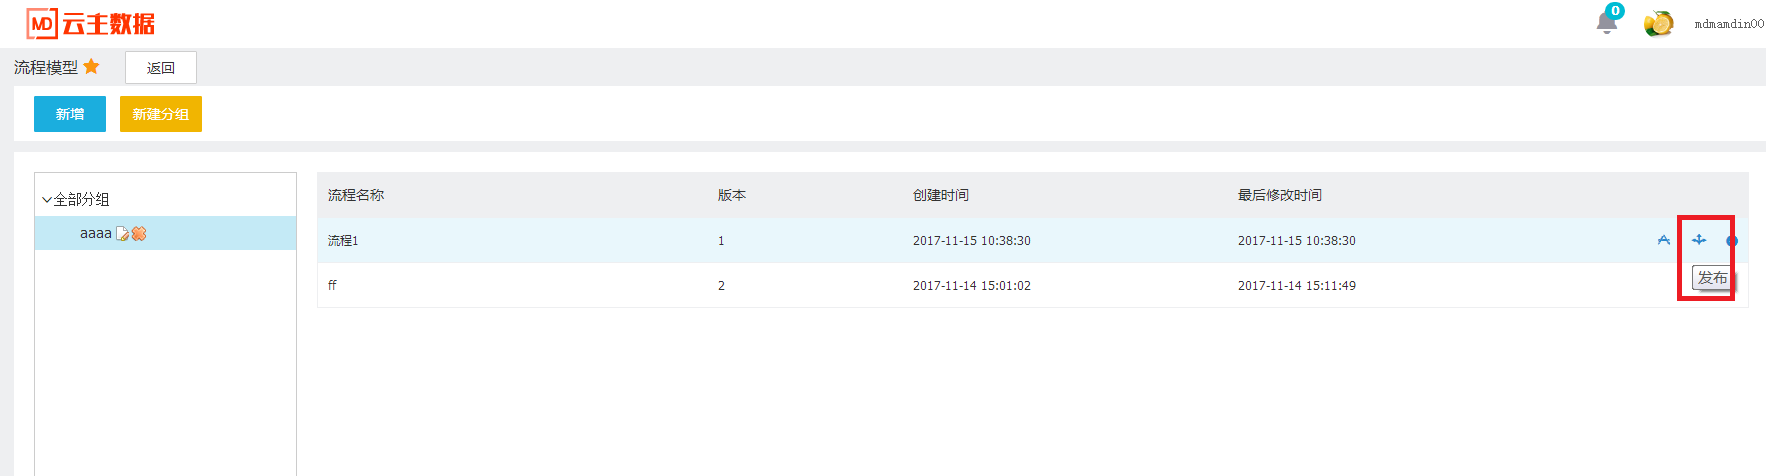 MD 云主数据
0
mdmamdin00
流程模型 返回
新增 新建分组
全部分组
aaaa
流程名称 版本 创建时间 最后修改时间
流程1 1 2017-11-15 10:38:30 2017-11-15 10:38:30
ff 2 2017-11-14 15:01:02 2017-11-14 15:11:49
发布